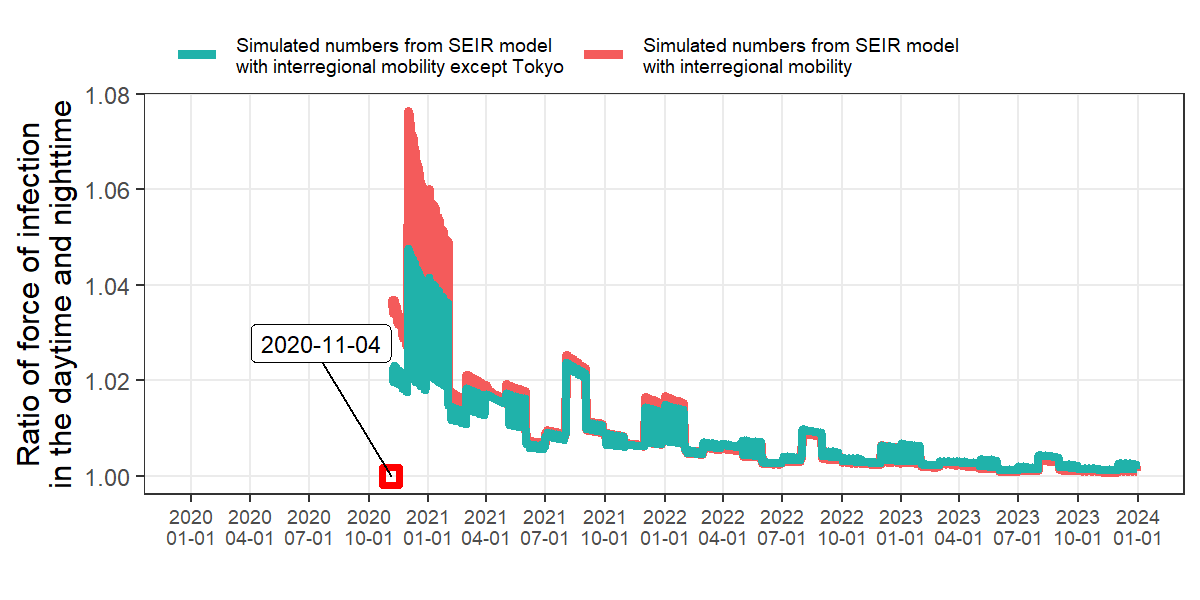 Simulated numbers from SEIR model
with interregional mobility except Tokyo
Simulated numbers from SEIR model
with interregional mobility
Ratio of force of infection
in the daytime and nighttime
1.08
1.06
1.04
1.02
1.00
2020-11-04
2020 2020 2020 2020 2021 2021 2021 2021 2022 2022 2022 2022 2023 2023 2023 2023 2024
01-01 04-01 07-01 10-01 01-01 04-01 07-01 10-01 01-01 04-01 07-01 10-01 01-01 04-01 07-01 10-01 01-01